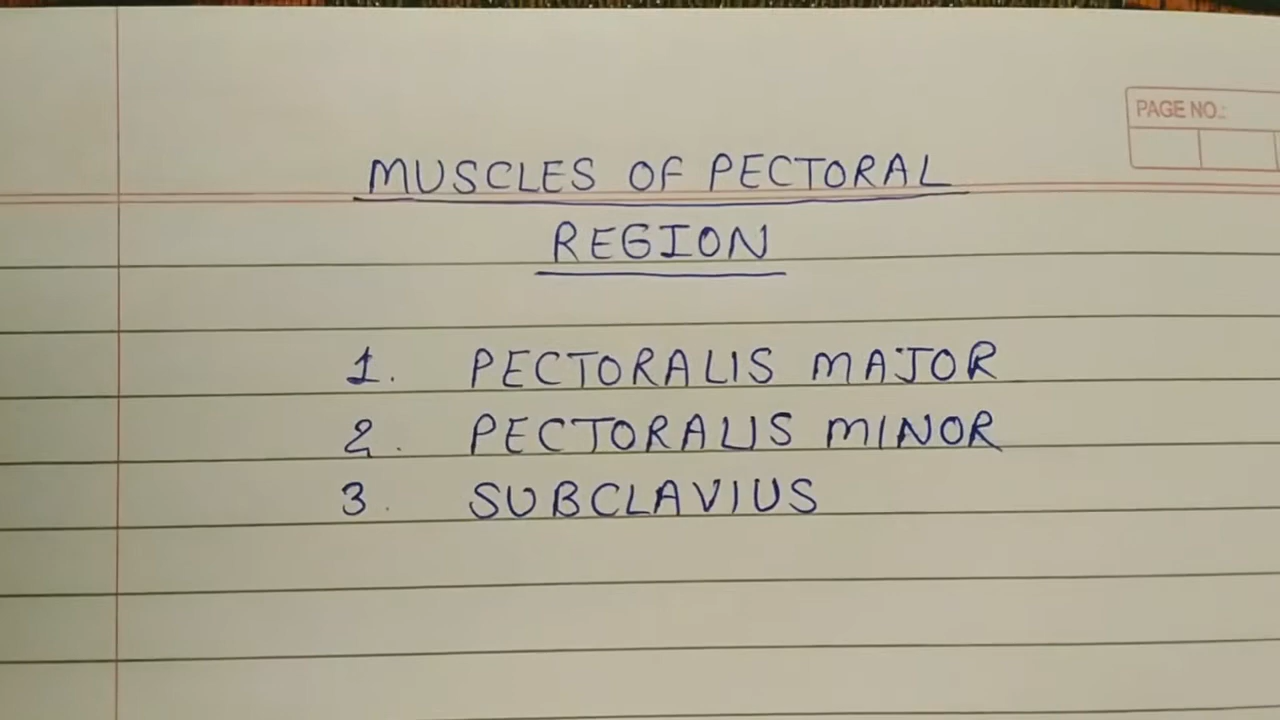 PAGE NO.:
MUSCLES OF PECTORAL
REGION
1. PECTORALIS MAJOR
2. PECTORALIS MINOR
3. SUBCLAVIUS